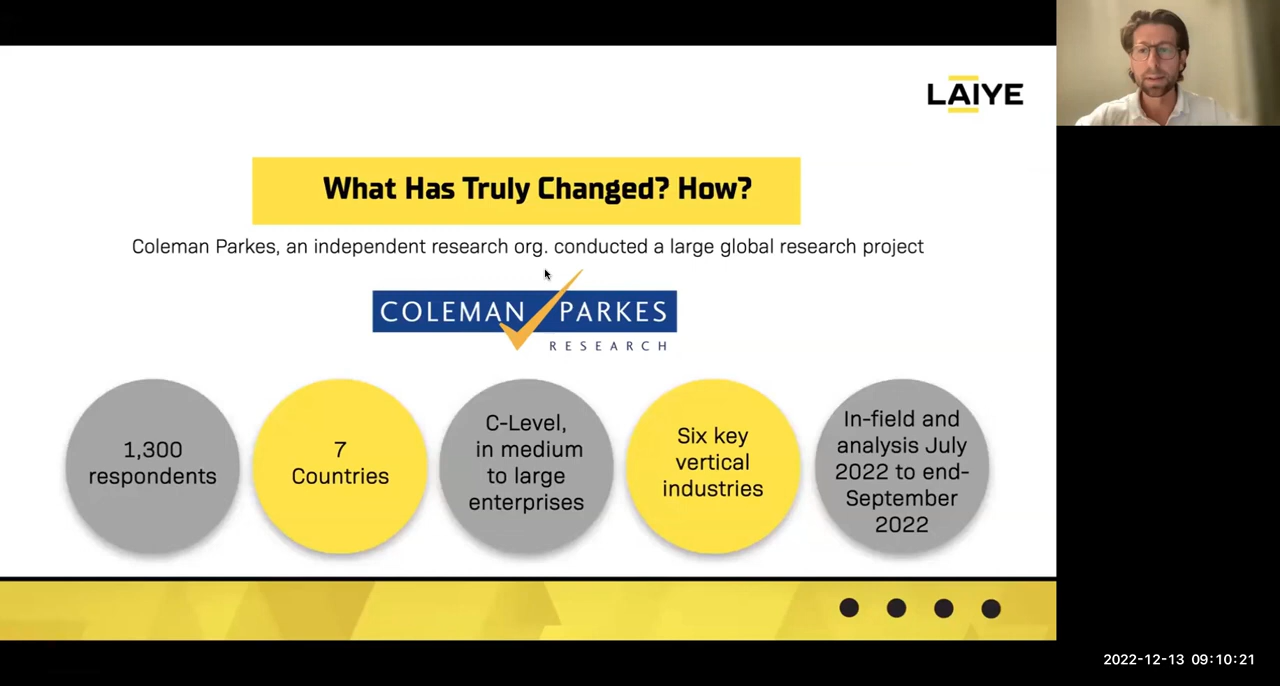 LAIYE
What Has Truly Changed? How?
Coleman Parkes, an independent research org. conducted a large global research project
COLEMAN PARKES
RESEARCH
1,300
respondents
7
Countries
C-Level,
in medium
to large
enterprises
Six key
vertical
industries
In-field and
analysis July
2022 to end-
September
2022
2022-12-13 09:10:21